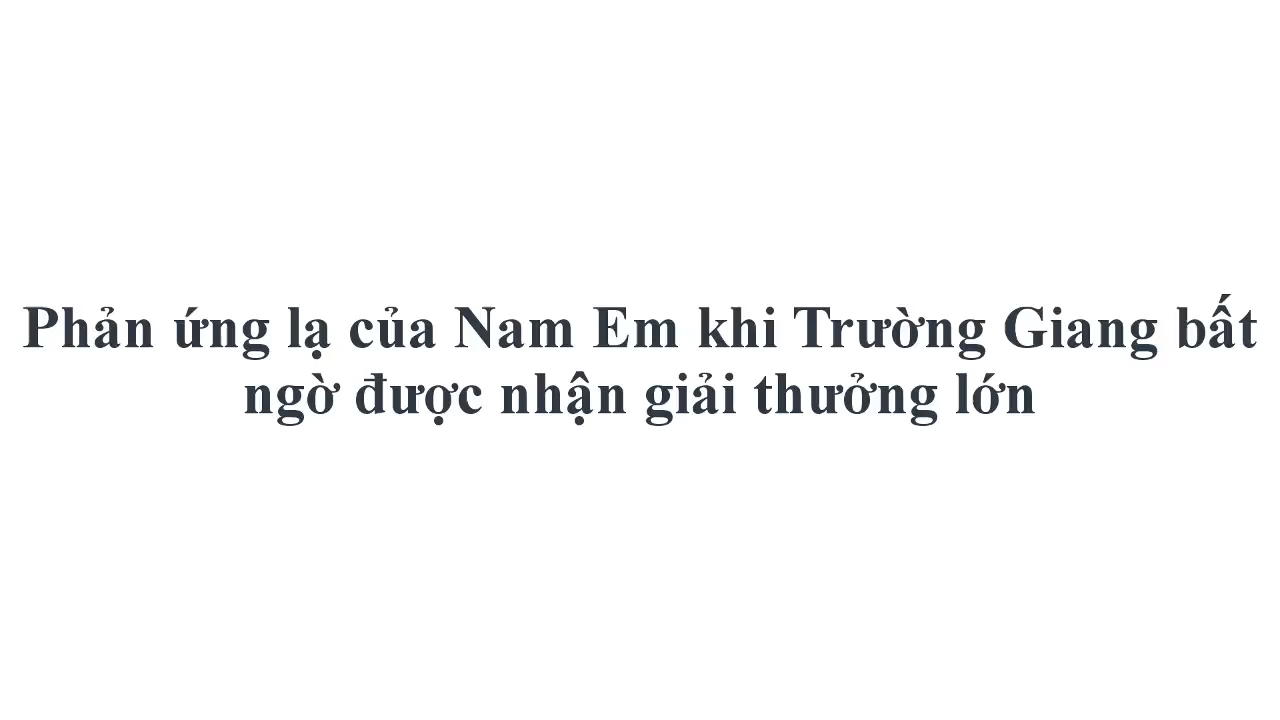 Phản ứng lạ của Nam Em khi Trường Giang bất
ngờ được nhận giải thưởng lớn